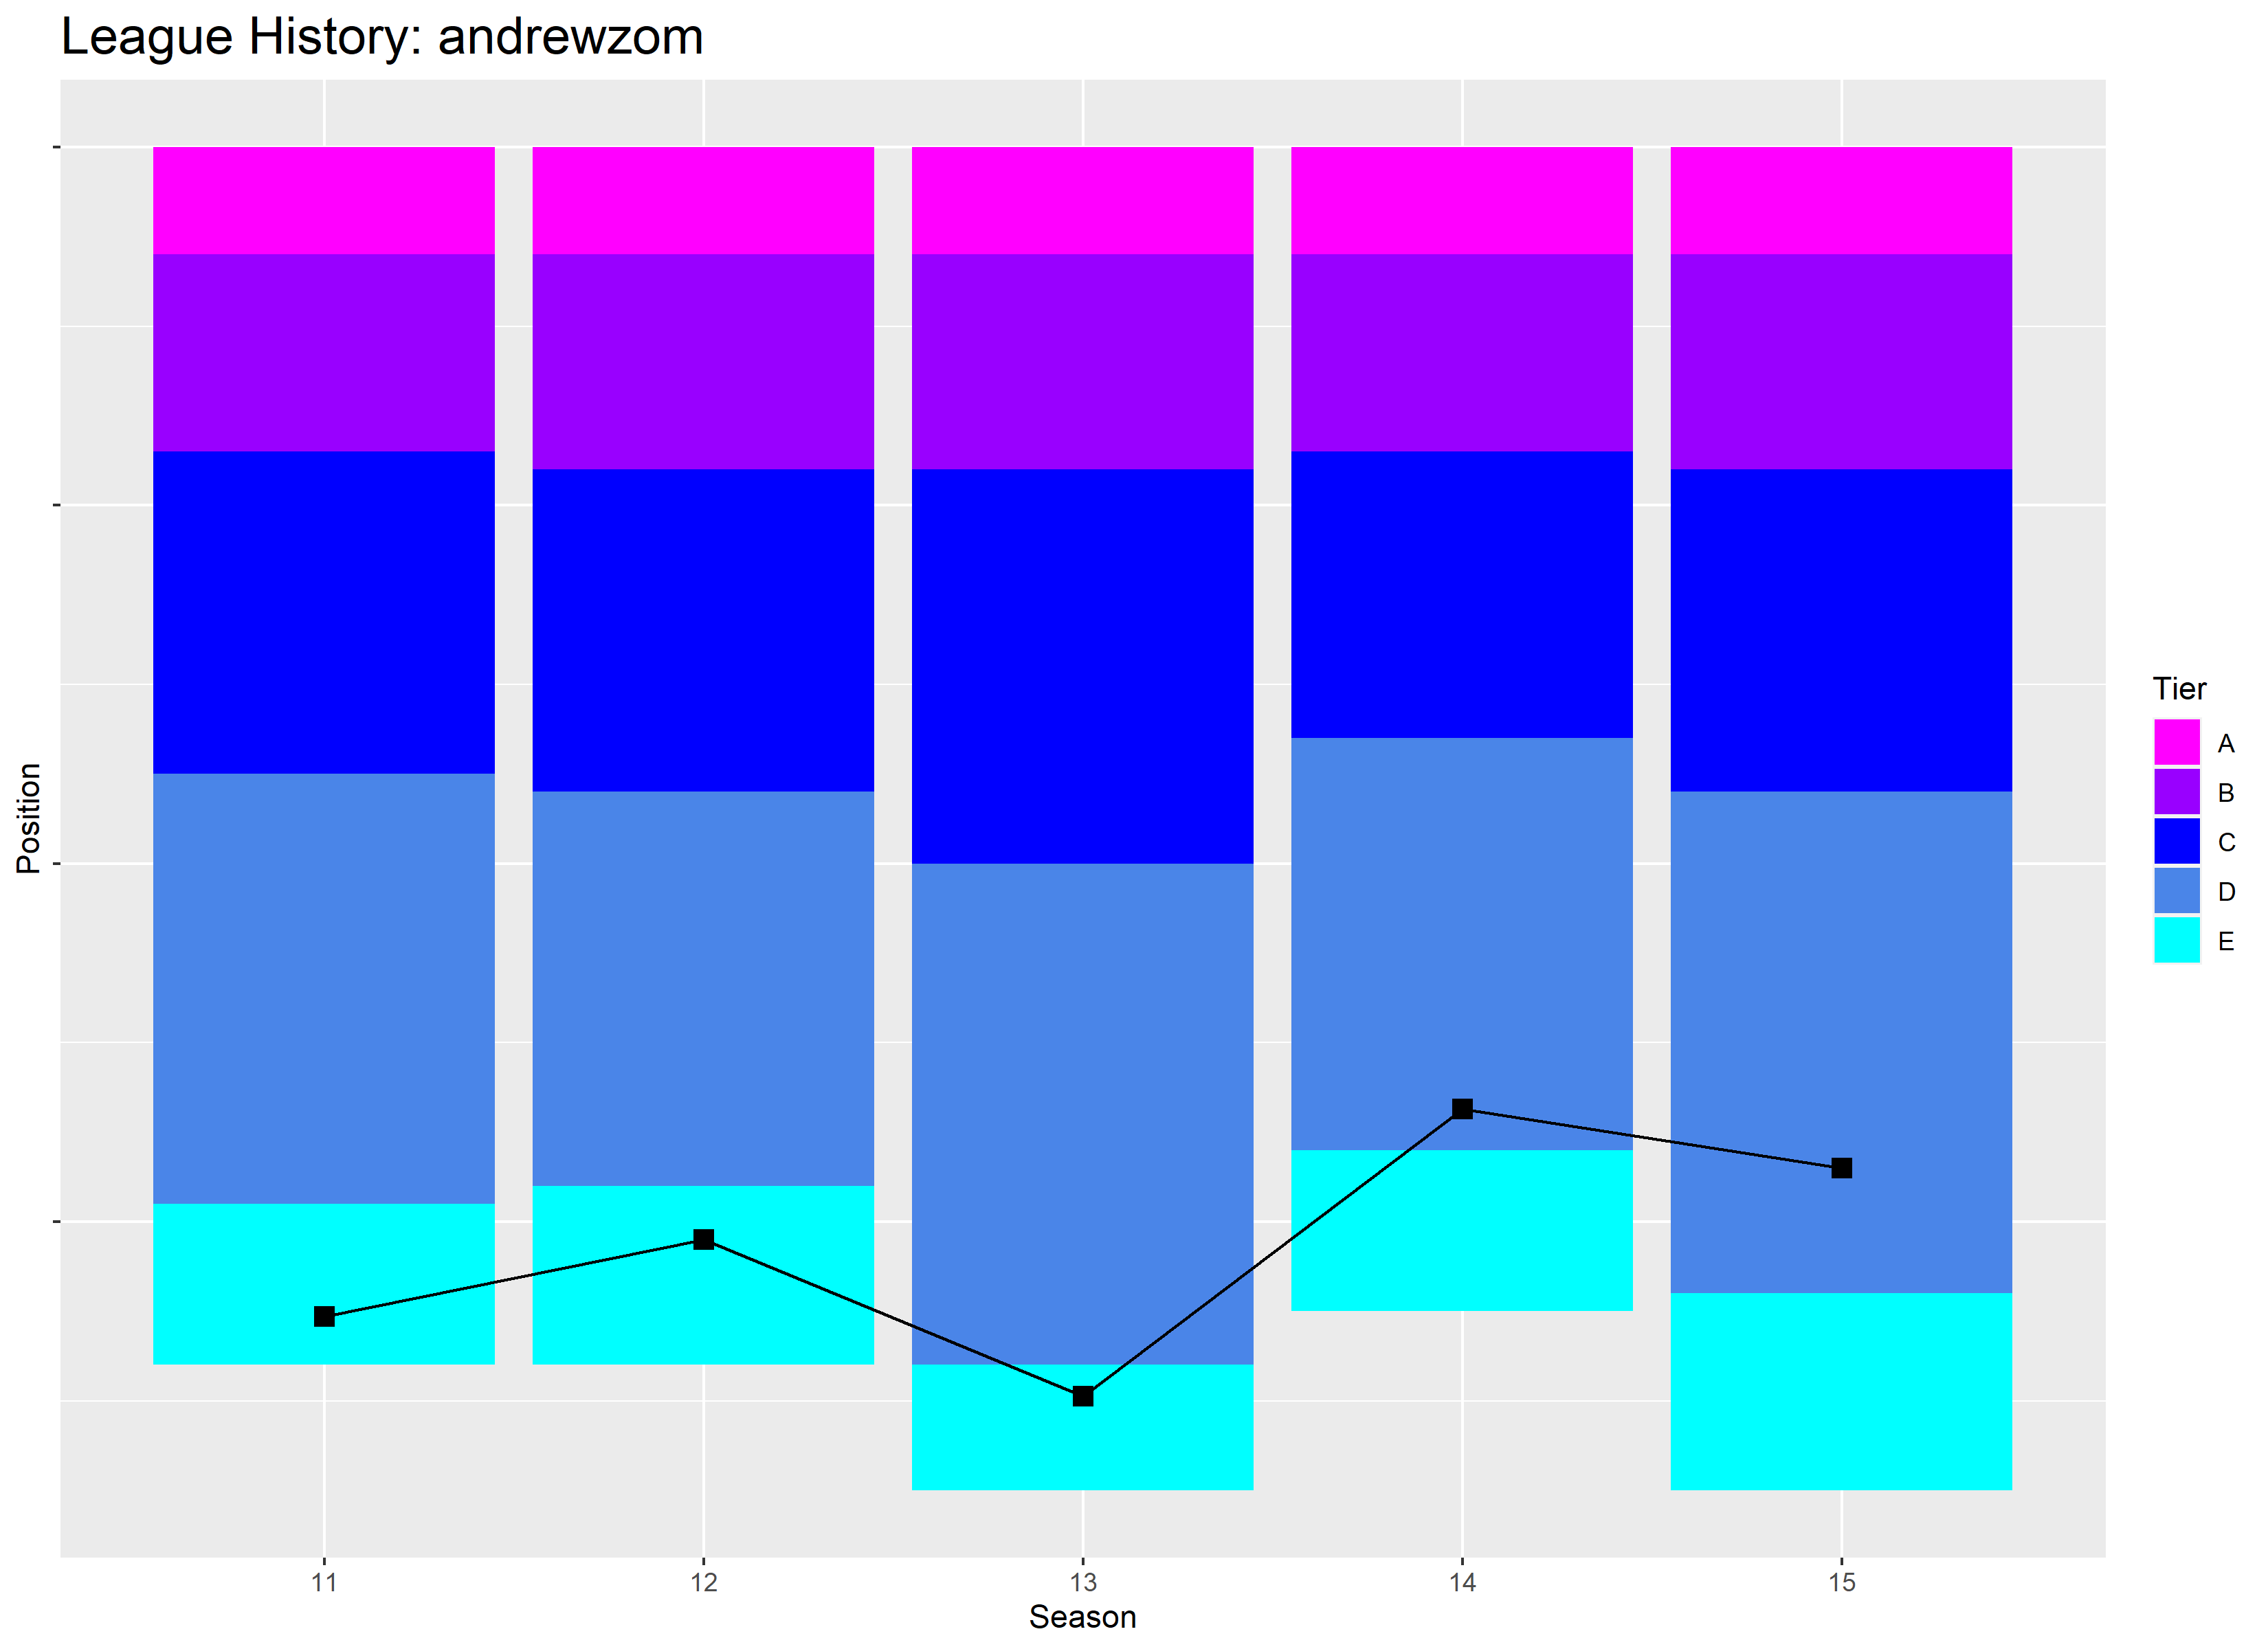 League History: andrewzom
Position
Tier
A
B
C
D
E
11 12 13 14 15
Season